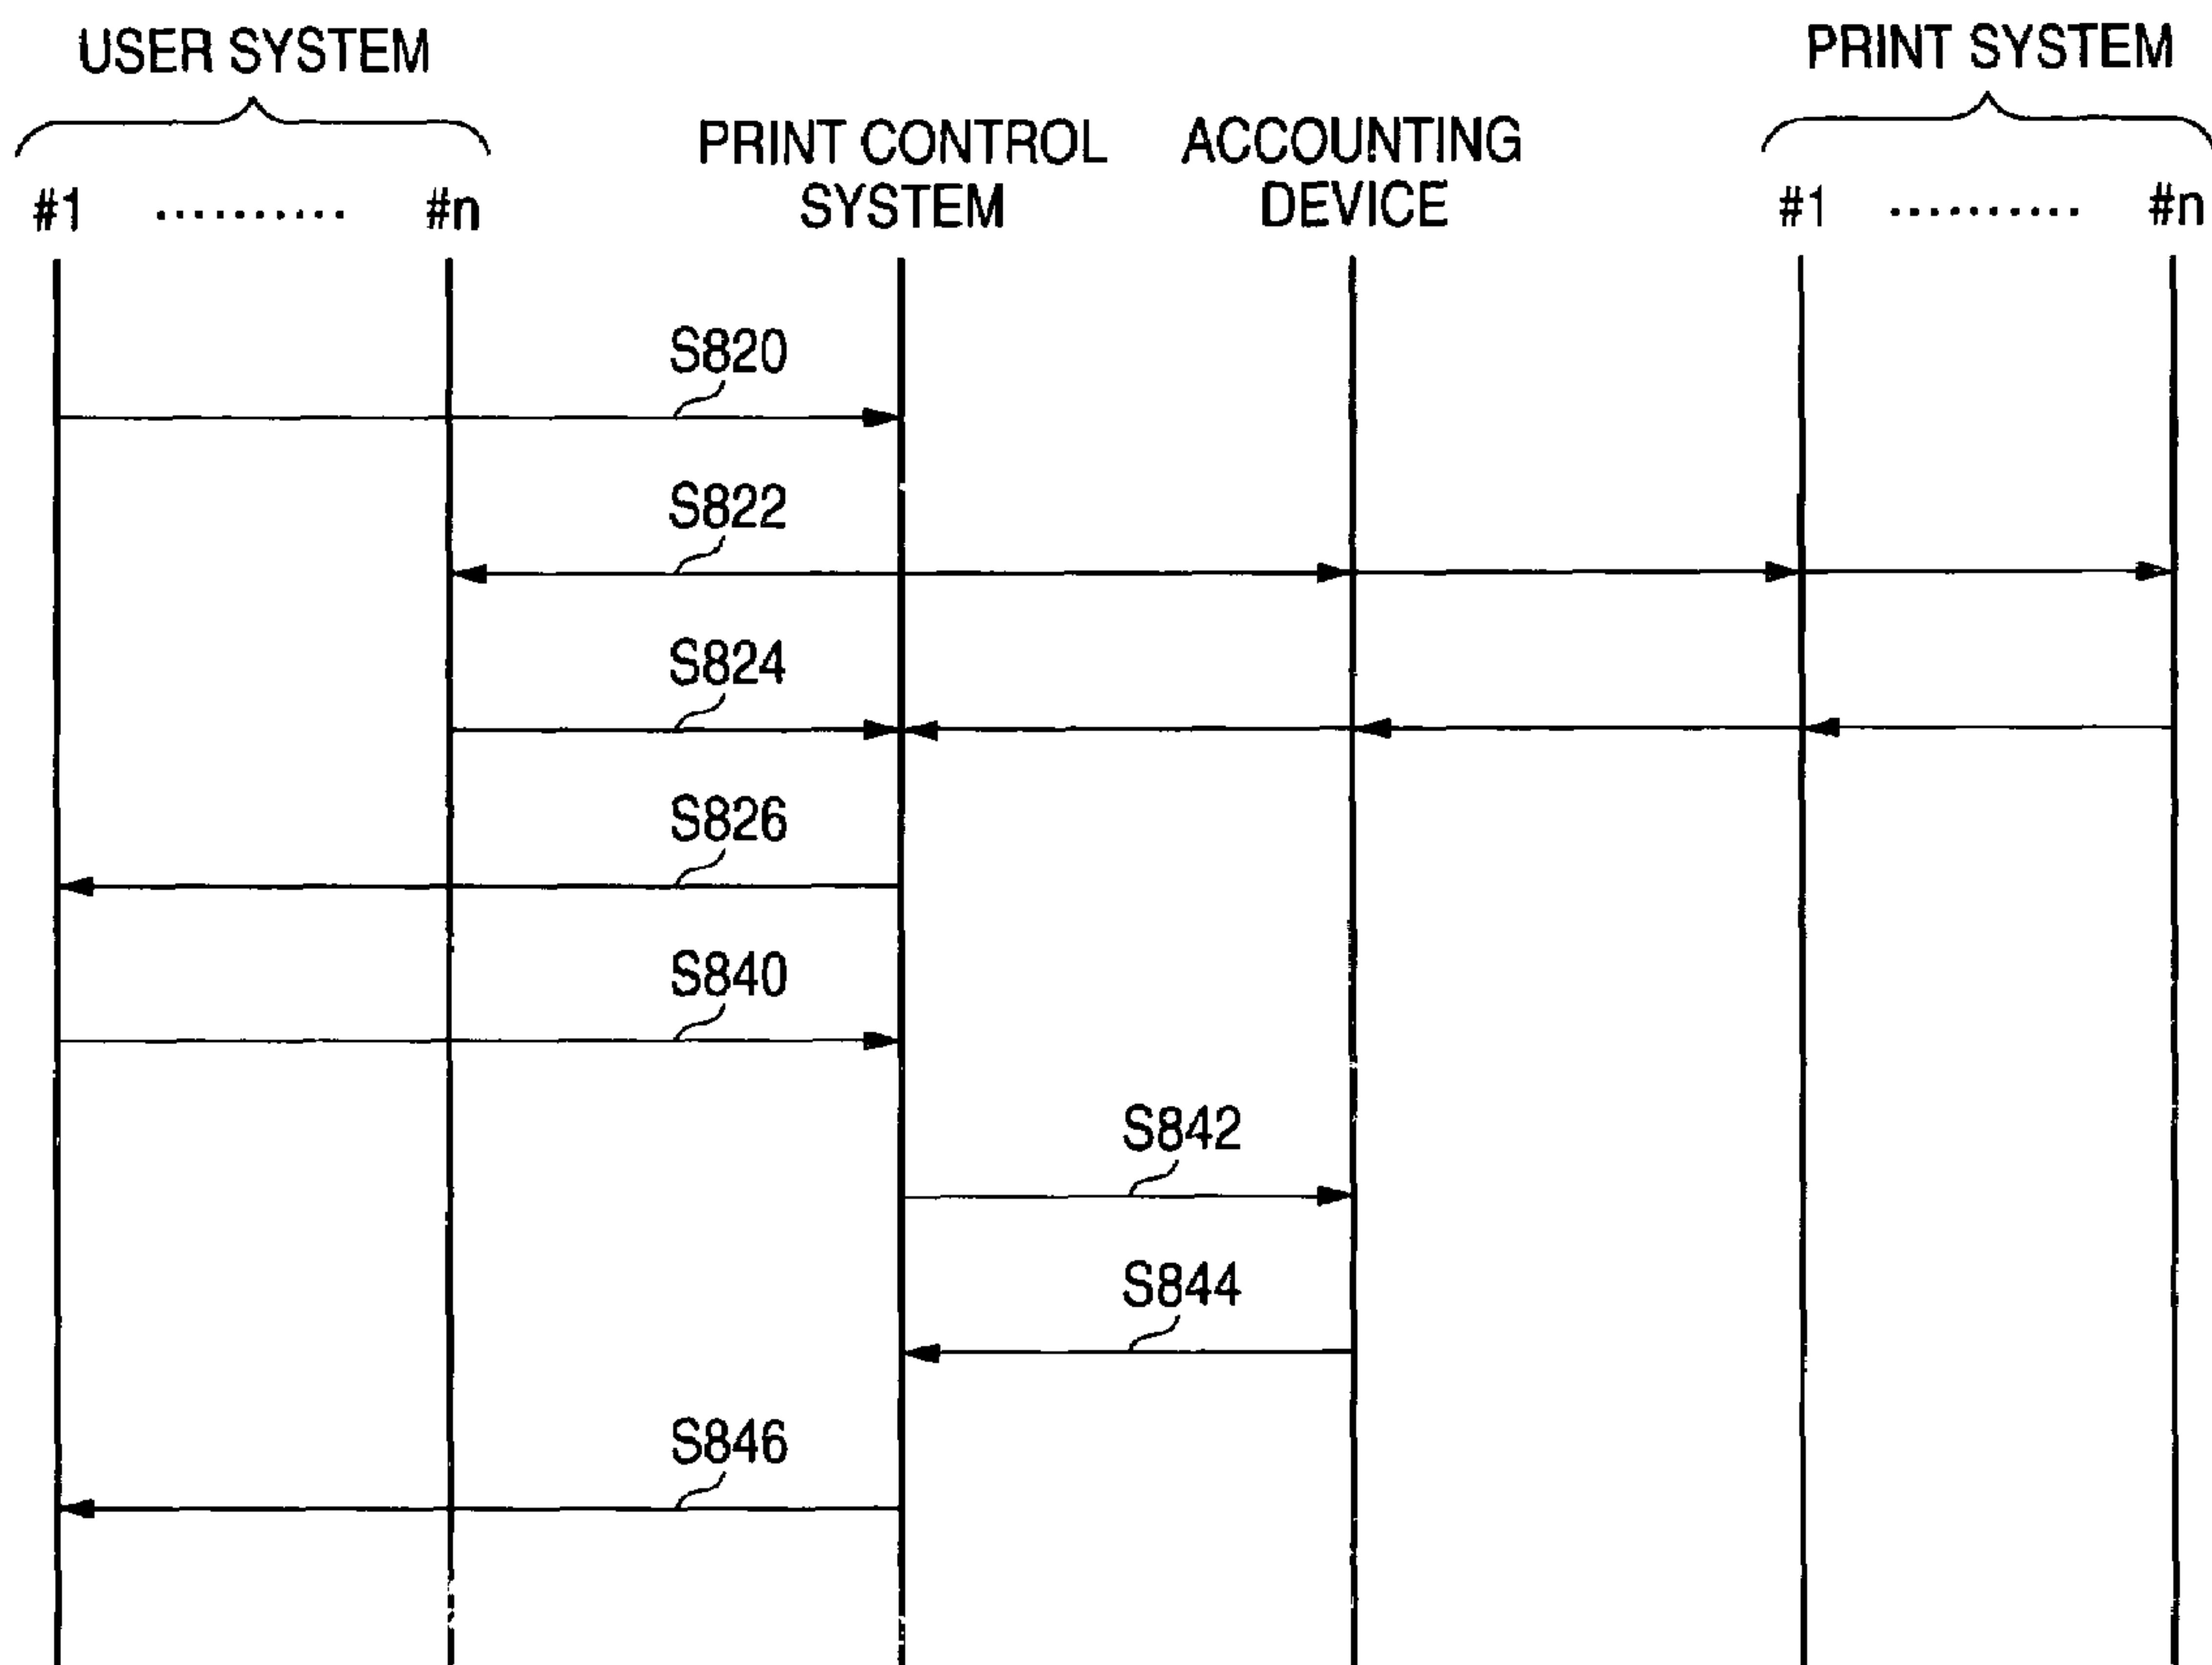 USER SYSTEM
PRINT SYSTEM
PRINT CONTROL
SYSTEM
ACCOUNTING
DEVICE
#1 .......... #n
#1 .......... #n
S820
S822
S824
S826
S840
S842
S844
S846